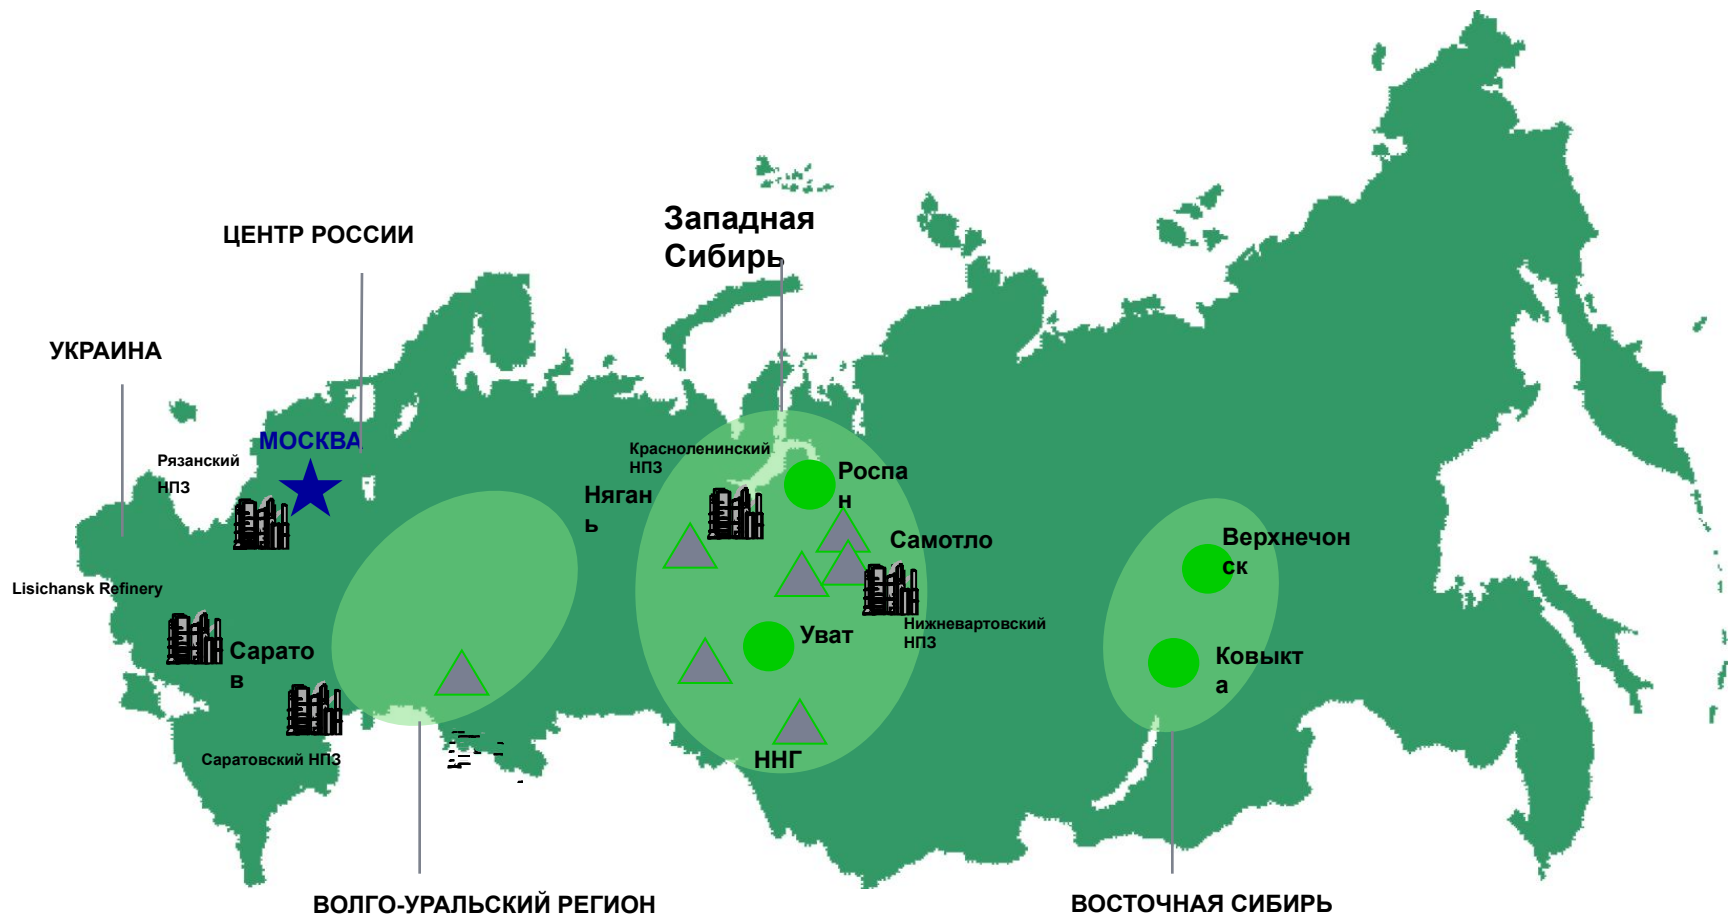 Западная
Сибирь
ЦЕНТР РОССИИ
УКРАИНА
МОСКВА
Рязанский
НПЗ
Красноленинский
НПЗ
Роспа
н
Няган
ь
Самотло
Верхнечон
ск
Lisichansk Refinery
Нижневартовский
НПЗ
Уват
Сарато
в
Ковыкт
а
Саратовский НПЗ
ННГ
ВОЛГО-УРАЛЬСКИЙ РЕГИОН
ВОСТОЧНАЯ СИБИРЬ